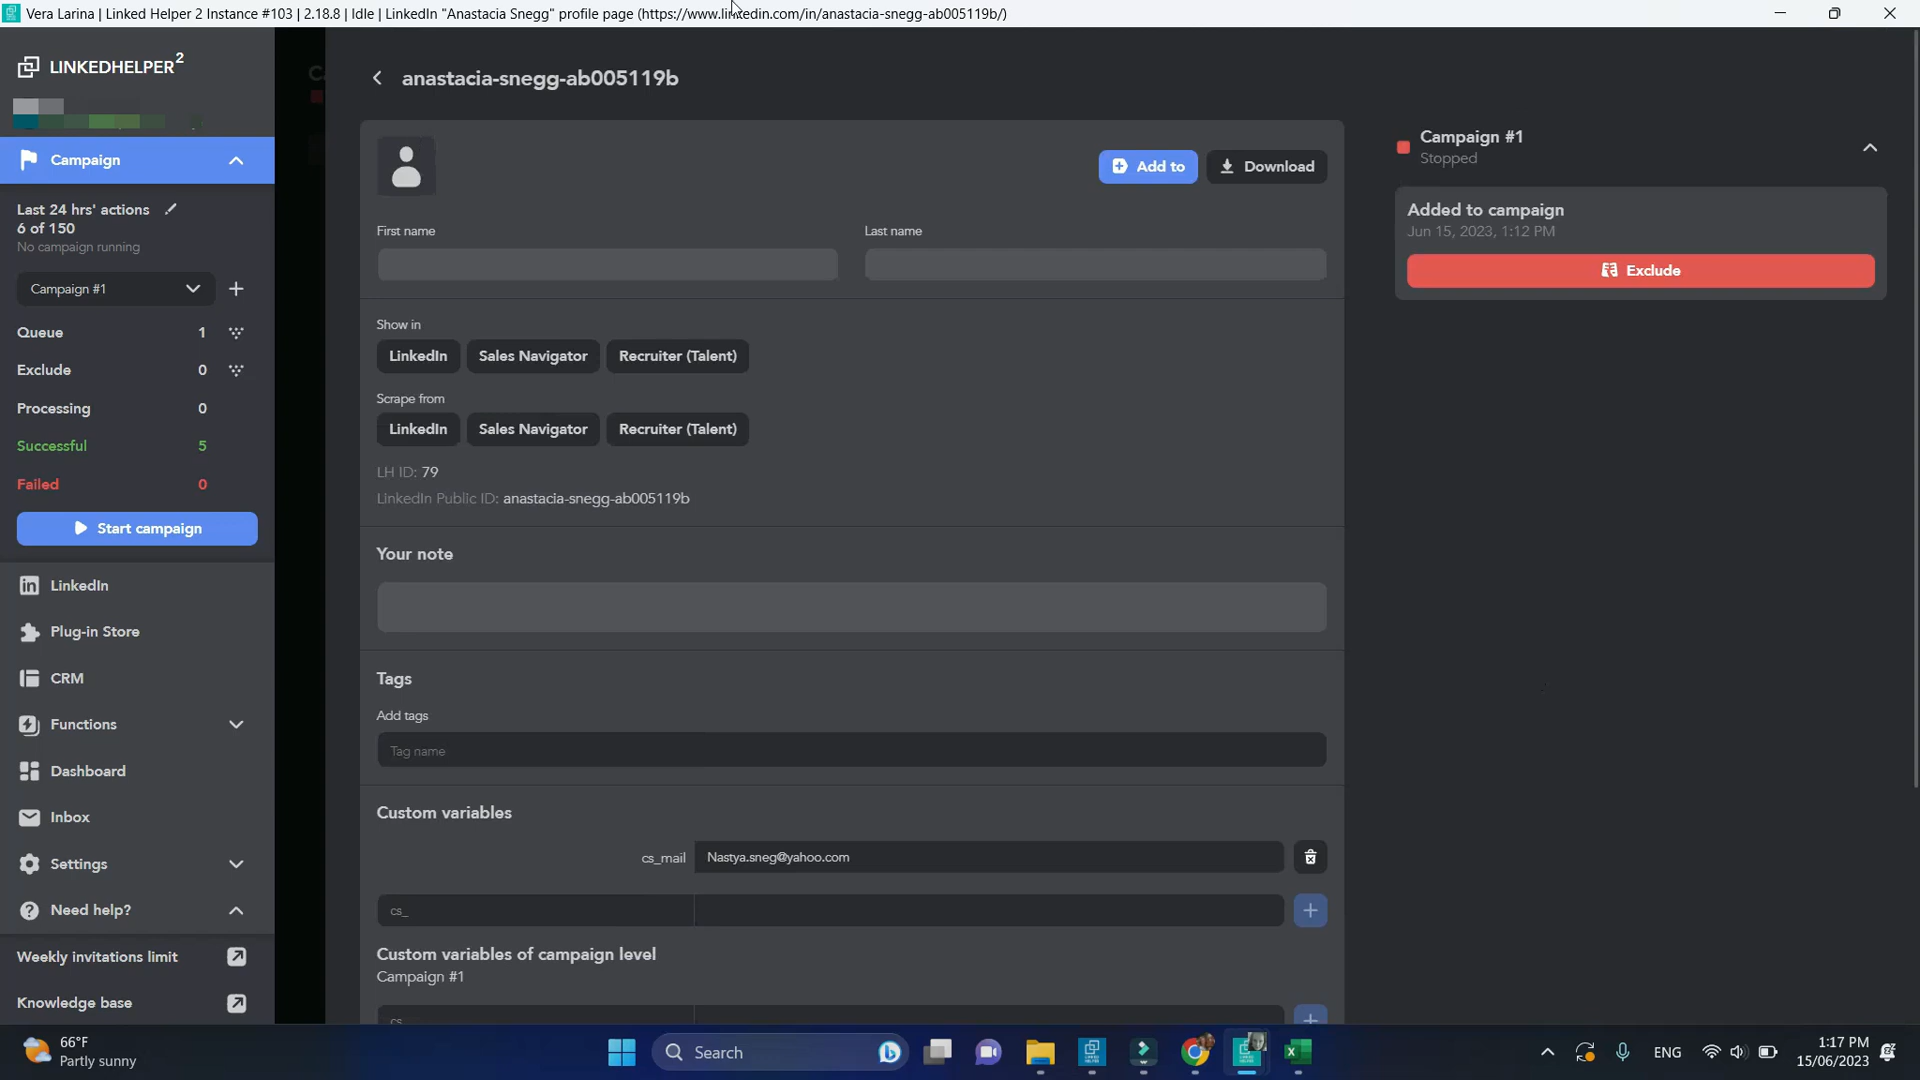 Vera Larina | Linked Helper 2 Instance #103 | 2.18.8 | Idle | LinkedIn "Anastacia Snegg" profile page (https://www.linkedin.com/in/anastacia-snegg-ab005119b/)
LINKEDHELPER 2
Campaign
Last 24 hrs' actions
6 of 150
No campaign running
Campaign #1
Queue 1
Exclude 0
Processing 0
Successful 5
Failed 0
Start campaign
LinkedIn
Plug-in Store
CRM
Functions
Dashboard
Inbox
Settings
Need help?
Weekly invitations limit
Knowledge base
anastacia-snegg-ab005119b
Add to
Download
First name
Last name
Show in
LinkedIn Sales Navigator Recruiter (Talent)
Scrape from
LinkedIn Sales Navigator Recruiter (Talent)
LH ID: 79
LinkedIn Public ID: anastacia-snegg-ab005119b
Your note
Tags
Add tags
Tag name
Custom variables
cs_mail Nastya.sneg@yahoo.com
cs_
Custom variables of campaign level
Campaign #1
cs_
Campaign #1
Stopped
Added to campaign
Jun 15, 2023, 1:12 PM
Exclude
66°F
Partly sunny
Search
ENG
1:17 PM
15/06/2023